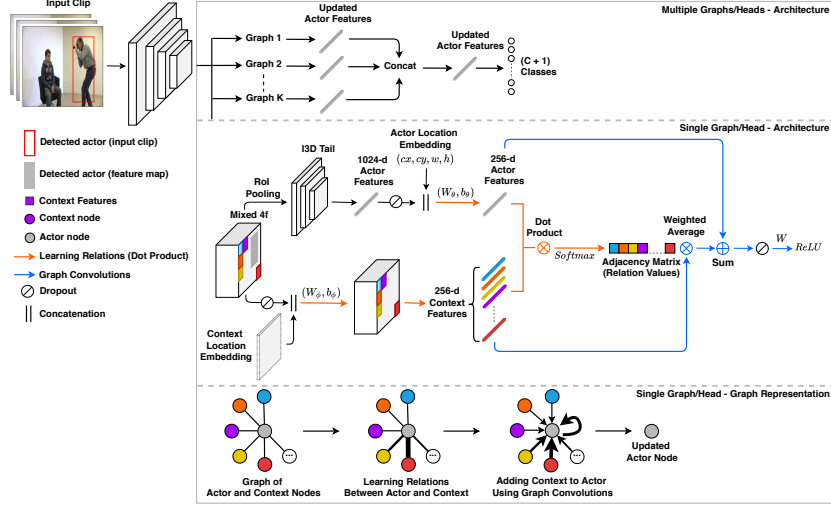 Input Clip
Updated
Actor Features
Multiple Graphs/Heads - Architecture
Graph 1
Graph 2
Graph K
Concat
Updated
Actor Features
(C + 1)
Classes
Detected actor (input clip)
Detected actor (feature map)
Context Features
Context node
Actor node
Learning Relations (Dot Product)
Graph Convolutions
Dropout
Concatenation
Single Graph/Head - Architecture
Actor Location
Embedding
(cx, cy, w, h)
I3D Tail
1024-d
Actor
Features
RoI
Pooling
Mixed 4f
(W_θ, b_θ)
256-d
Actor
Features
Dot
Product
Softmax
Weighted
Average
Adjacency Matrix
(Relation Values)
Sum
W
ReLU
(W_ϕ, b_ϕ)
256-d
Context
Features
Context
Location
Embedding
Single Graph/Head - Graph Representation
...
...
...
Graph of
Actor and Context Nodes
Learning Relations
Between Actor and Context
Adding Context to Actor
Using Graph Convolutions
Updated
Actor Node